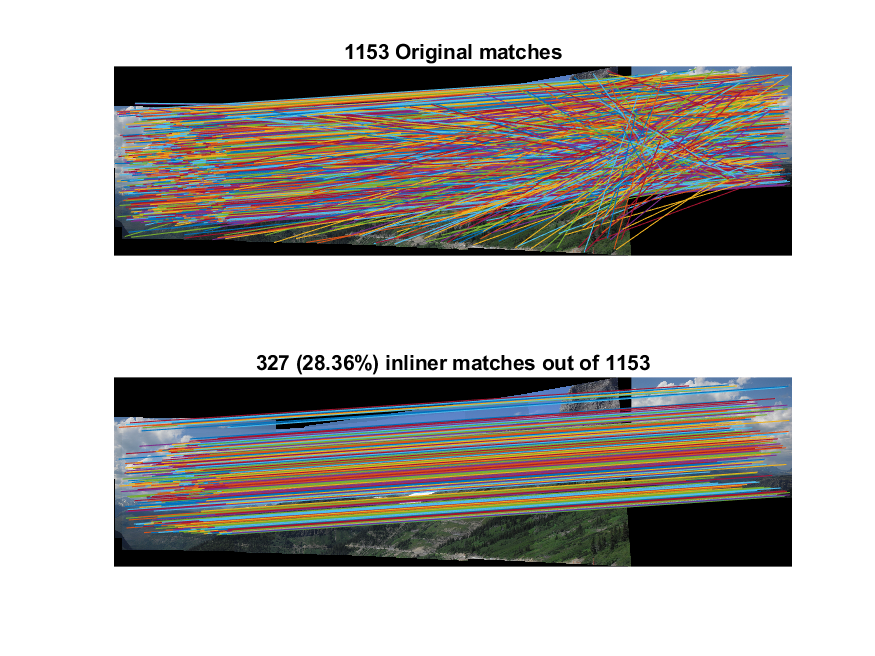 1153 Original matches
327 (28.36%) inliner matches out of 1153